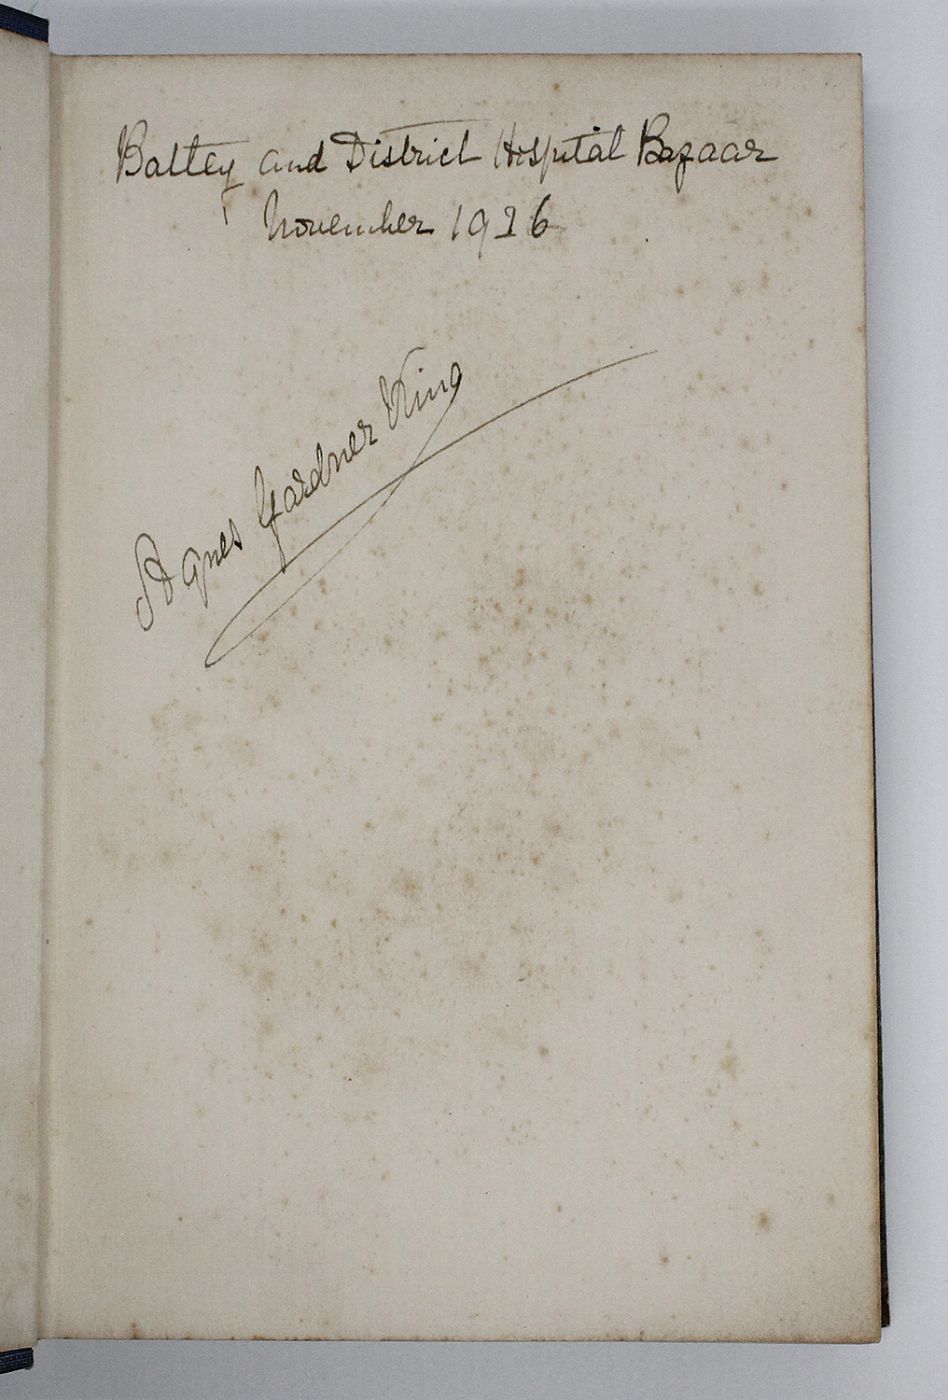 Batley and District Hospital Bazaar
November 1926
Agnes Gardner King